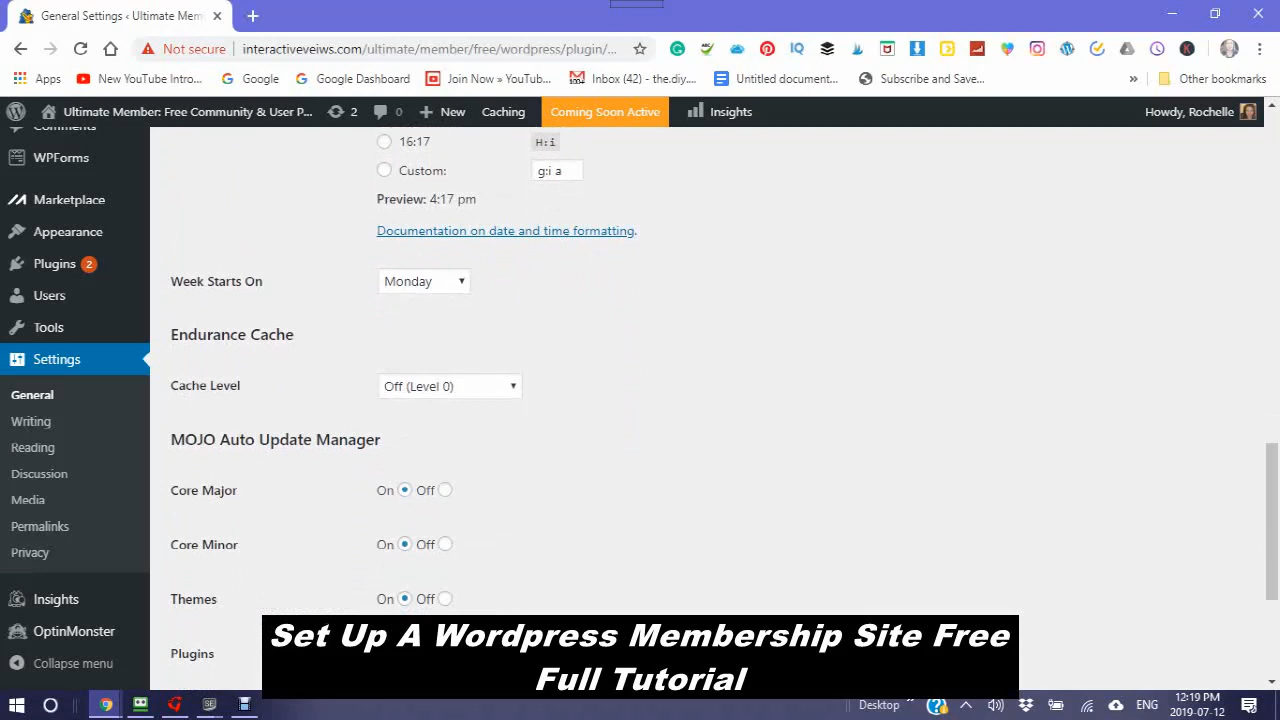 General Settings ‹ Ultimate Mem
Not secure interactiveveiws.com/ultimate/member/free/wordpress/plugin/...
Apps New YouTube Intro... Google Google Dashboard Join Now » YouTub... Inbox (42) - the.diy.... Untitled document... Subscribe and Save... » Other bookmarks
Ultimate Member: Free Community & User P... 2 0 New Caching Coming Soon Active Insights Howdy, Rochelle
Comments
WPForms
Marketplace
Appearance
Plugins 2
Users
Tools
Settings
General
Writing
Reading
Discussion
Media
Permalinks
Privacy
Insights
OptinMonster
Collapse menu
16:17 H:i
Custom: g:i a
Preview: 4:17 pm
Documentation on date and time formatting.
Week Starts On Monday
Endurance Cache
Cache Level Off (Level 0)
MOJO Auto Update Manager
Core Major On Off
Core Minor On Off
Themes On Off
Plugins
Set Up A Wordpress Membership Site Free
Full Tutorial
Desktop ENG 12:19 PM
2019-07-12